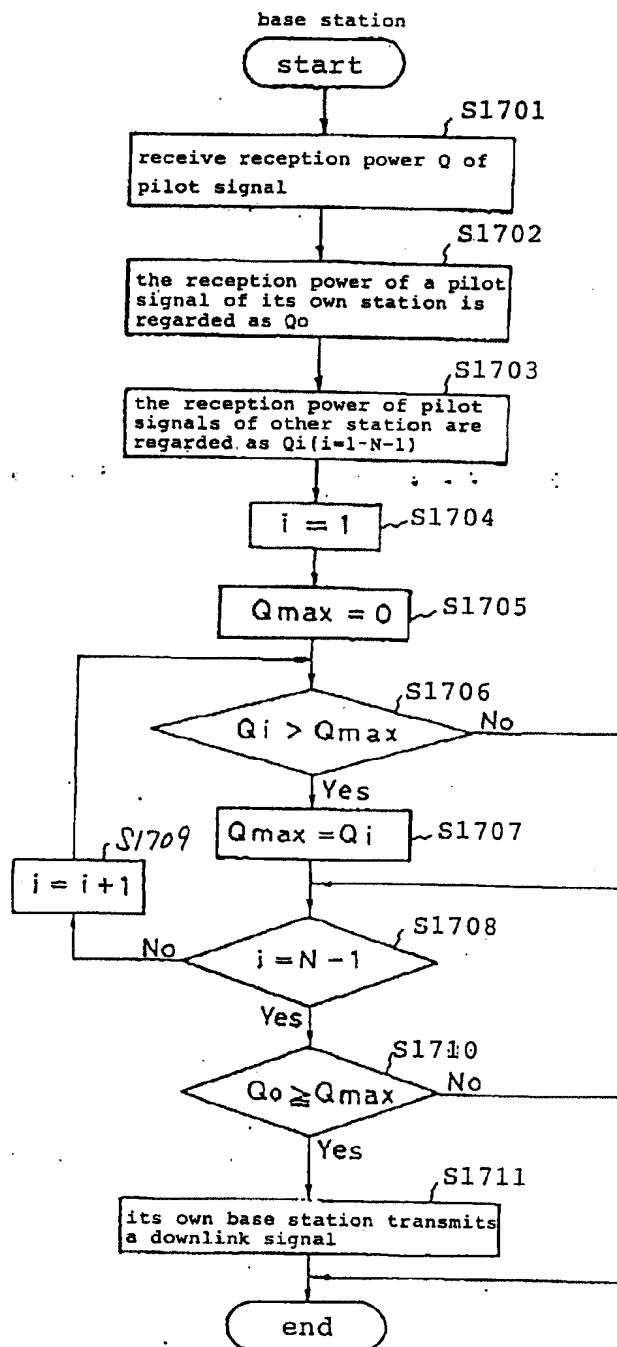 base station
start
S1701
receive reception power Q of
pilot signal
S1702
the reception power of a pilot
signal of its own station is
regarded as Qo
S1703
the reception power of pilot
signals of other station are
regarded as Qi(i=1-N-1)
i = 1
S1704
Qmax = 0
S1705
S1706
Qi > Qmax
No
Yes
Qmax = Qi
S1707
S1709
i = i+1
S1708
i = N-1
No
Yes
S1710
Qo ≧ Qmax
No
Yes
S1711
its own base station transmits
a downlink signal
end